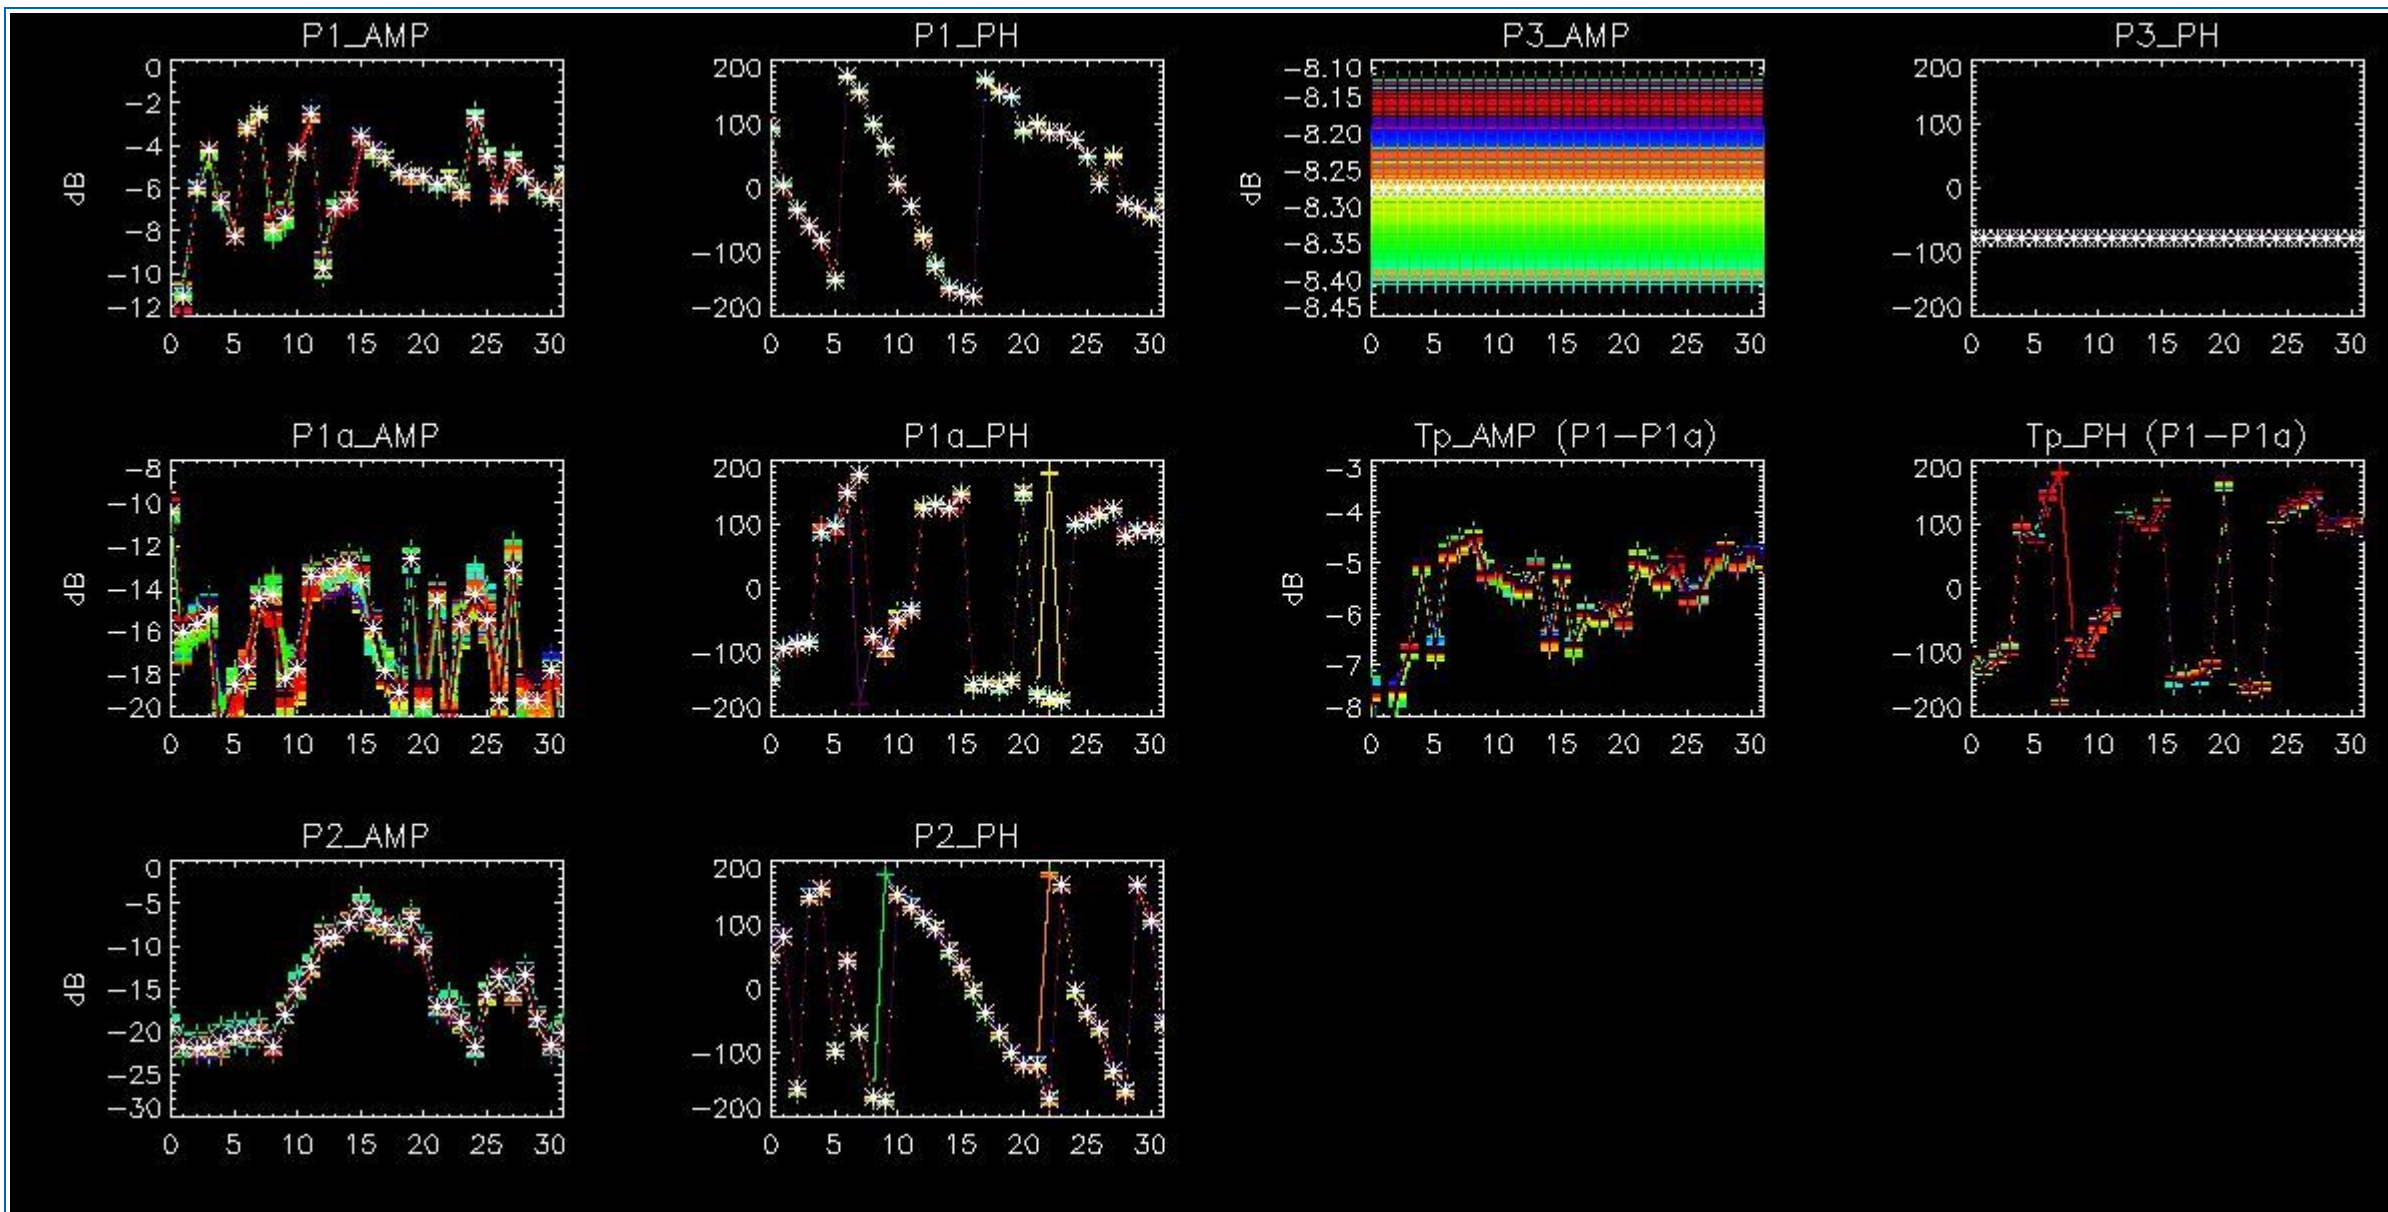 P1_AMP P1_PH P3_AMP P3_PH
0 200 −8.10 200
−2 100 −8.15 100
−4 0 −8.20 0
−6 −100 −8.25 −100
−8 −200 −8.30 −200
−10 −8.35
−12 −8.40
−8.45
dB dB
0 5 10 15 20 25 30 0 5 10 15 20 25 30 0 5 10 15 20 25 30 0 5 10 15 20 25 30
P1a_AMP P1a_PH Tp_AMP (P1−P1a) Tp_PH (P1−P1a)
−8 200 −3 200
−10 100 −4 100
−12 0 −5 0
−14 −100 −6 −100
−16 −200 −7 −200
−18 −8
−20
dB dB
0 5 10 15 20 25 30 0 5 10 15 20 25 30 0 5 10 15 20 25 30 0 5 10 15 20 25 30
P2_AMP P2_PH
0 200
−5 100
−10 0
−15 −100
−20 −200
−25
−30
dB
0 5 10 15 20 25 30 0 5 10 15 20 25 30